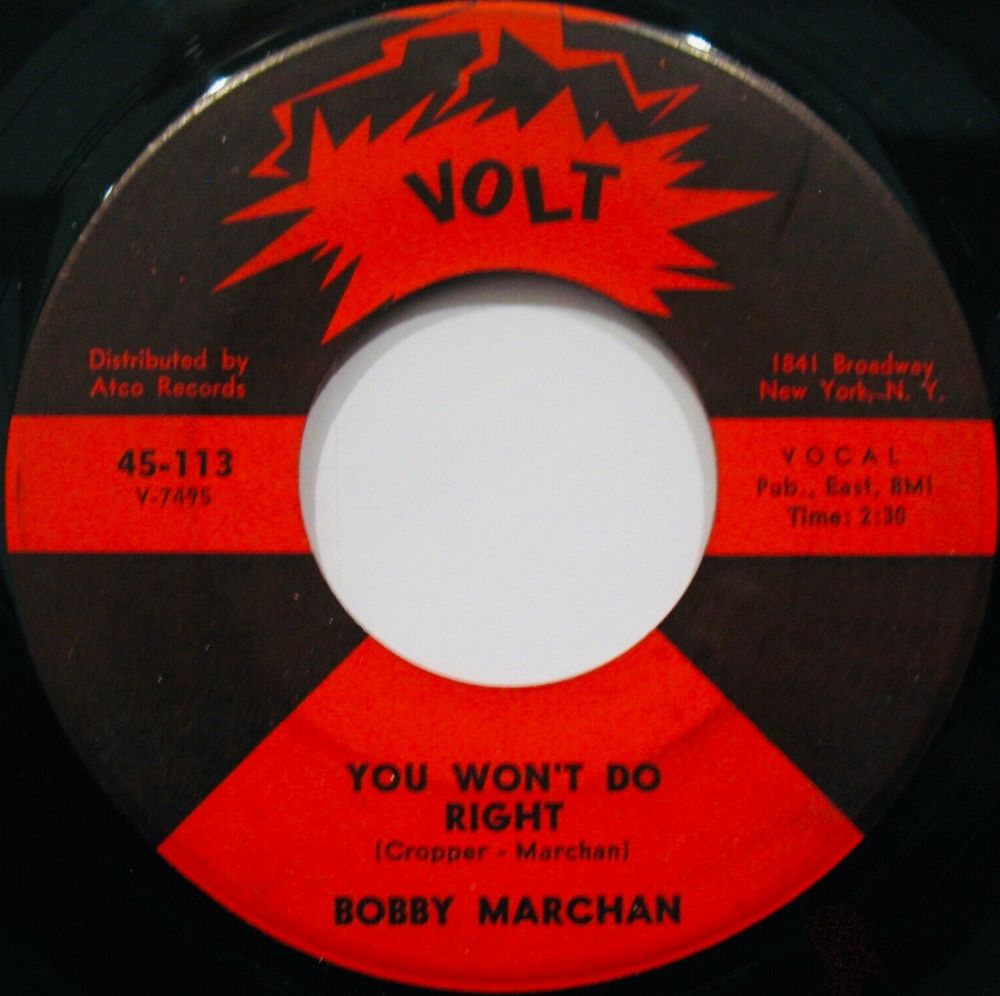 VOLT
Distributed by
Atco Records
1841 Broadway
New York, N. Y.
45-113
V-7495
VOCAL
Pub., East, BMI
Time: 2:30
YOU WON'T DO
RIGHT
(Cropper - Marchan)
BOBBY MARCHAN